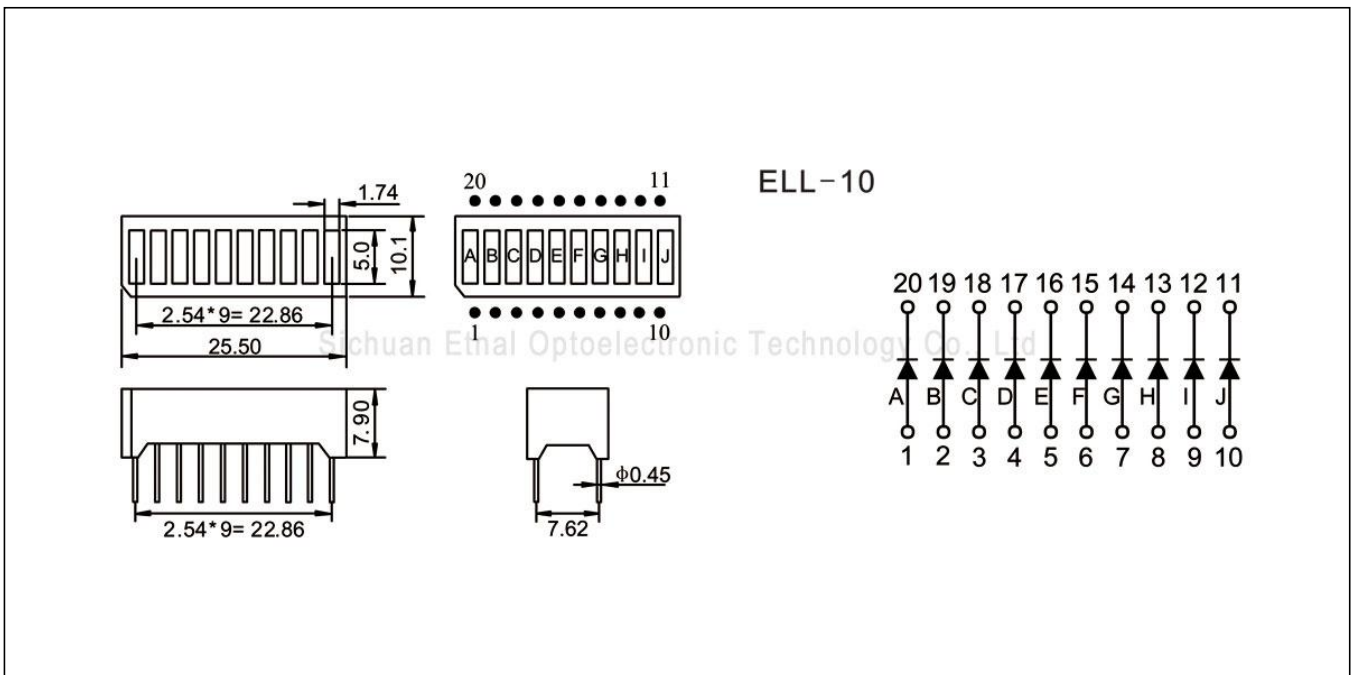 ELL-10
1.74
5.0
10.1
2.54*9= 22.86
25.50
20 11
A B C D E F G H I J
1 10
Sichuan Ethal Optoelectronic Technology Co. Ltd
7.90
2.54*9= 22.86
ϕ0.45
7.62
20 19 18 17 16 15 14 13 12 11
A B C D E F G H I J
1 2 3 4 5 6 7 8 9 10